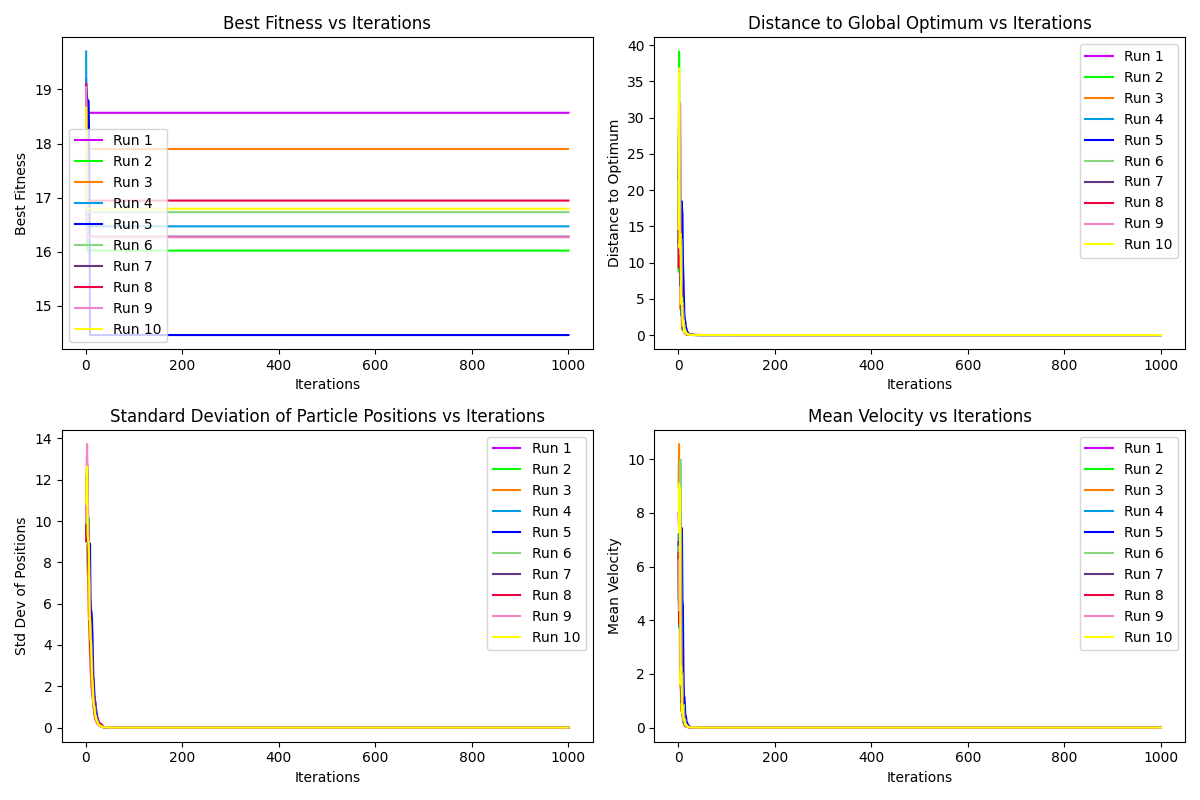 Best Fitness vs Iterations
Best Fitness
19
18
17
16
15
0 200 400 600 800 1000
Iterations
Run 1
Run 2
Run 3
Run 4
Run 5
Run 6
Run 7
Run 8
Run 9
Run 10
Distance to Global Optimum vs Iterations
Distance to Optimum
40
35
30
25
20
15
10
5
0
0 200 400 600 800 1000
Iterations
Run 1
Run 2
Run 3
Run 4
Run 5
Run 6
Run 7
Run 8
Run 9
Run 10
Standard Deviation of Particle Positions vs Iterations
Std Dev of Positions
14
12
10
8
6
4
2
0
0 200 400 600 800 1000
Iterations
Run 1
Run 2
Run 3
Run 4
Run 5
Run 6
Run 7
Run 8
Run 9
Run 10
Mean Velocity vs Iterations
Mean Velocity
10
8
6
4
2
0
0 200 400 600 800 1000
Iterations
Run 1
Run 2
Run 3
Run 4
Run 5
Run 6
Run 7
Run 8
Run 9
Run 10